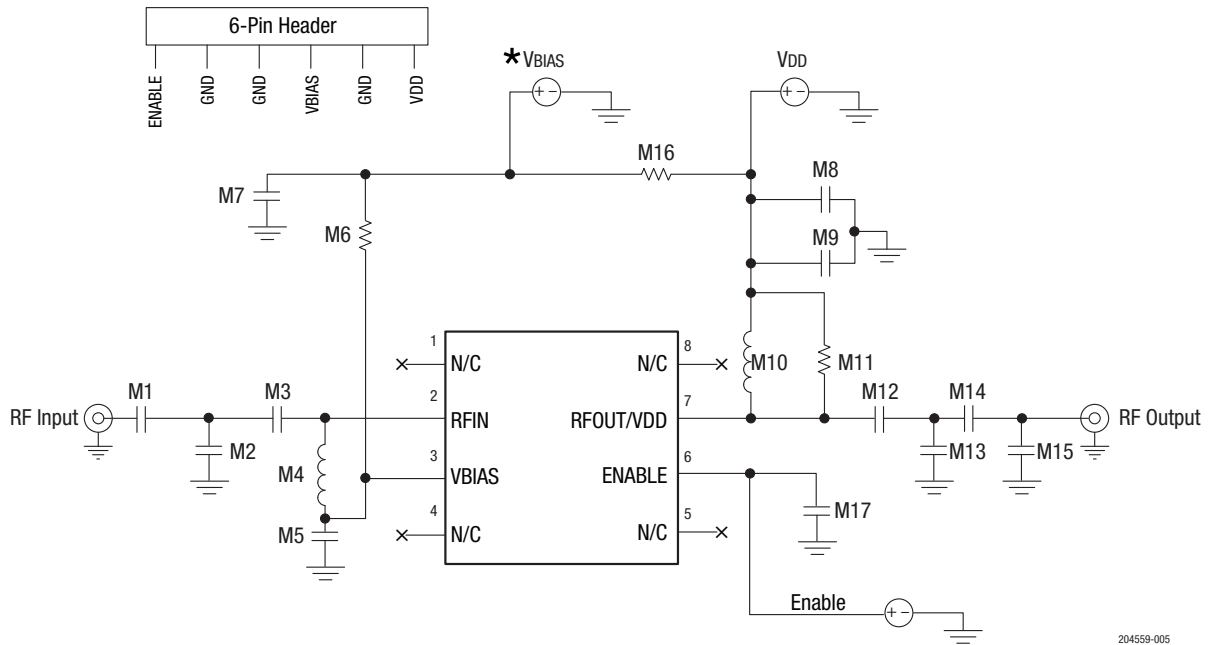 6-Pin Header
ENABLE
GND
GND
VBIAS
GND
VDD
*VBIAS
VDD
M16
M8
M7
M6
M9
1
N/C
8
N/C
M10
M11
RF Input
M1
M3
2
RFIN
7
RFOUT/VDD
M12
M14
RF Output
M2
M4
3
VBIAS
6
ENABLE
M13
M15
M5
4
N/C
5
N/C
M17
Enable
204559-005